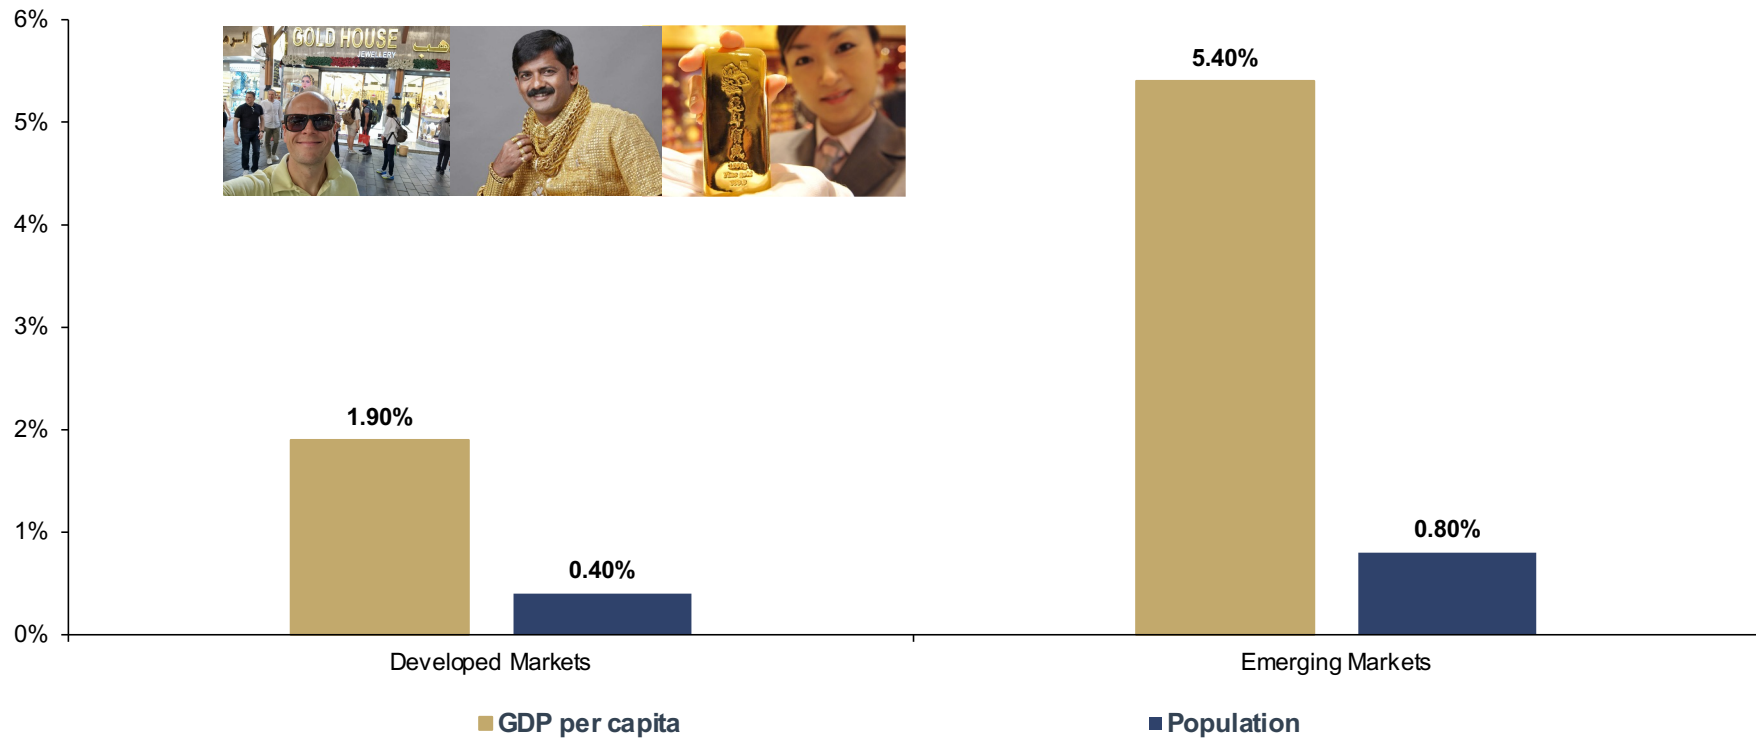 6%
5%
4%
3%
2%
1%
0%
GOLD HOUSE
JEWELLERY
1.90%
0.40%
5.40%
0.80%
Developed Markets
Emerging Markets
GDP per capita
Population